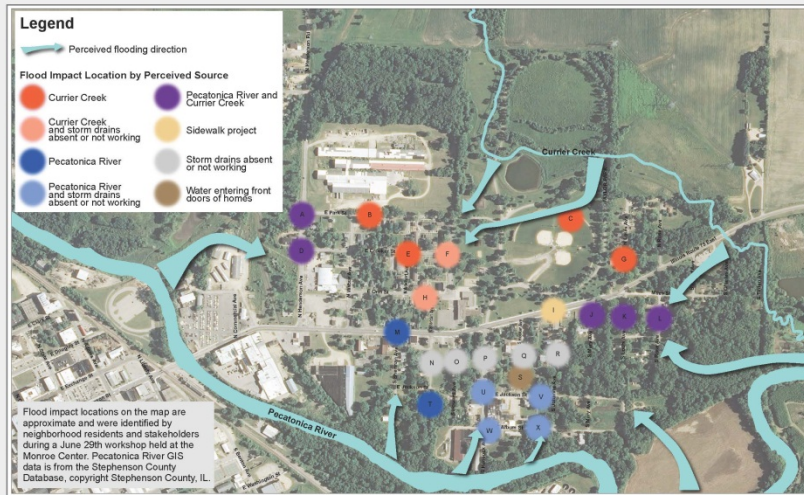 Legend
Perceived flooding direction
Flood Impact Location by Perceived Source
Currier Creek
Currier Creek
and storm drains
absent or not working
Pecatonica River
Pecatonica River
and storm drains
absent or not working
Pecatonica River and
Currier Creek
Sidewalk project
Storm drains absent
or not working
Water entering front
doors of homes
Currier Creek
A
B
C
D
E
F
G
H
I
J
K
L
M
N
O
P
Q
R
S
T
U
V
W
X
N Henderson Ave
N Commercial Ave
Pecatonica River
Flood impact locations on the map are
approximate and were identified by
neighborhood residents and stakeholders
during a June 29th workshop held at the
Monroe Center. Pecatonica River GIS
data is from the Stephenson County
Database, copyright Stephenson County, IL.